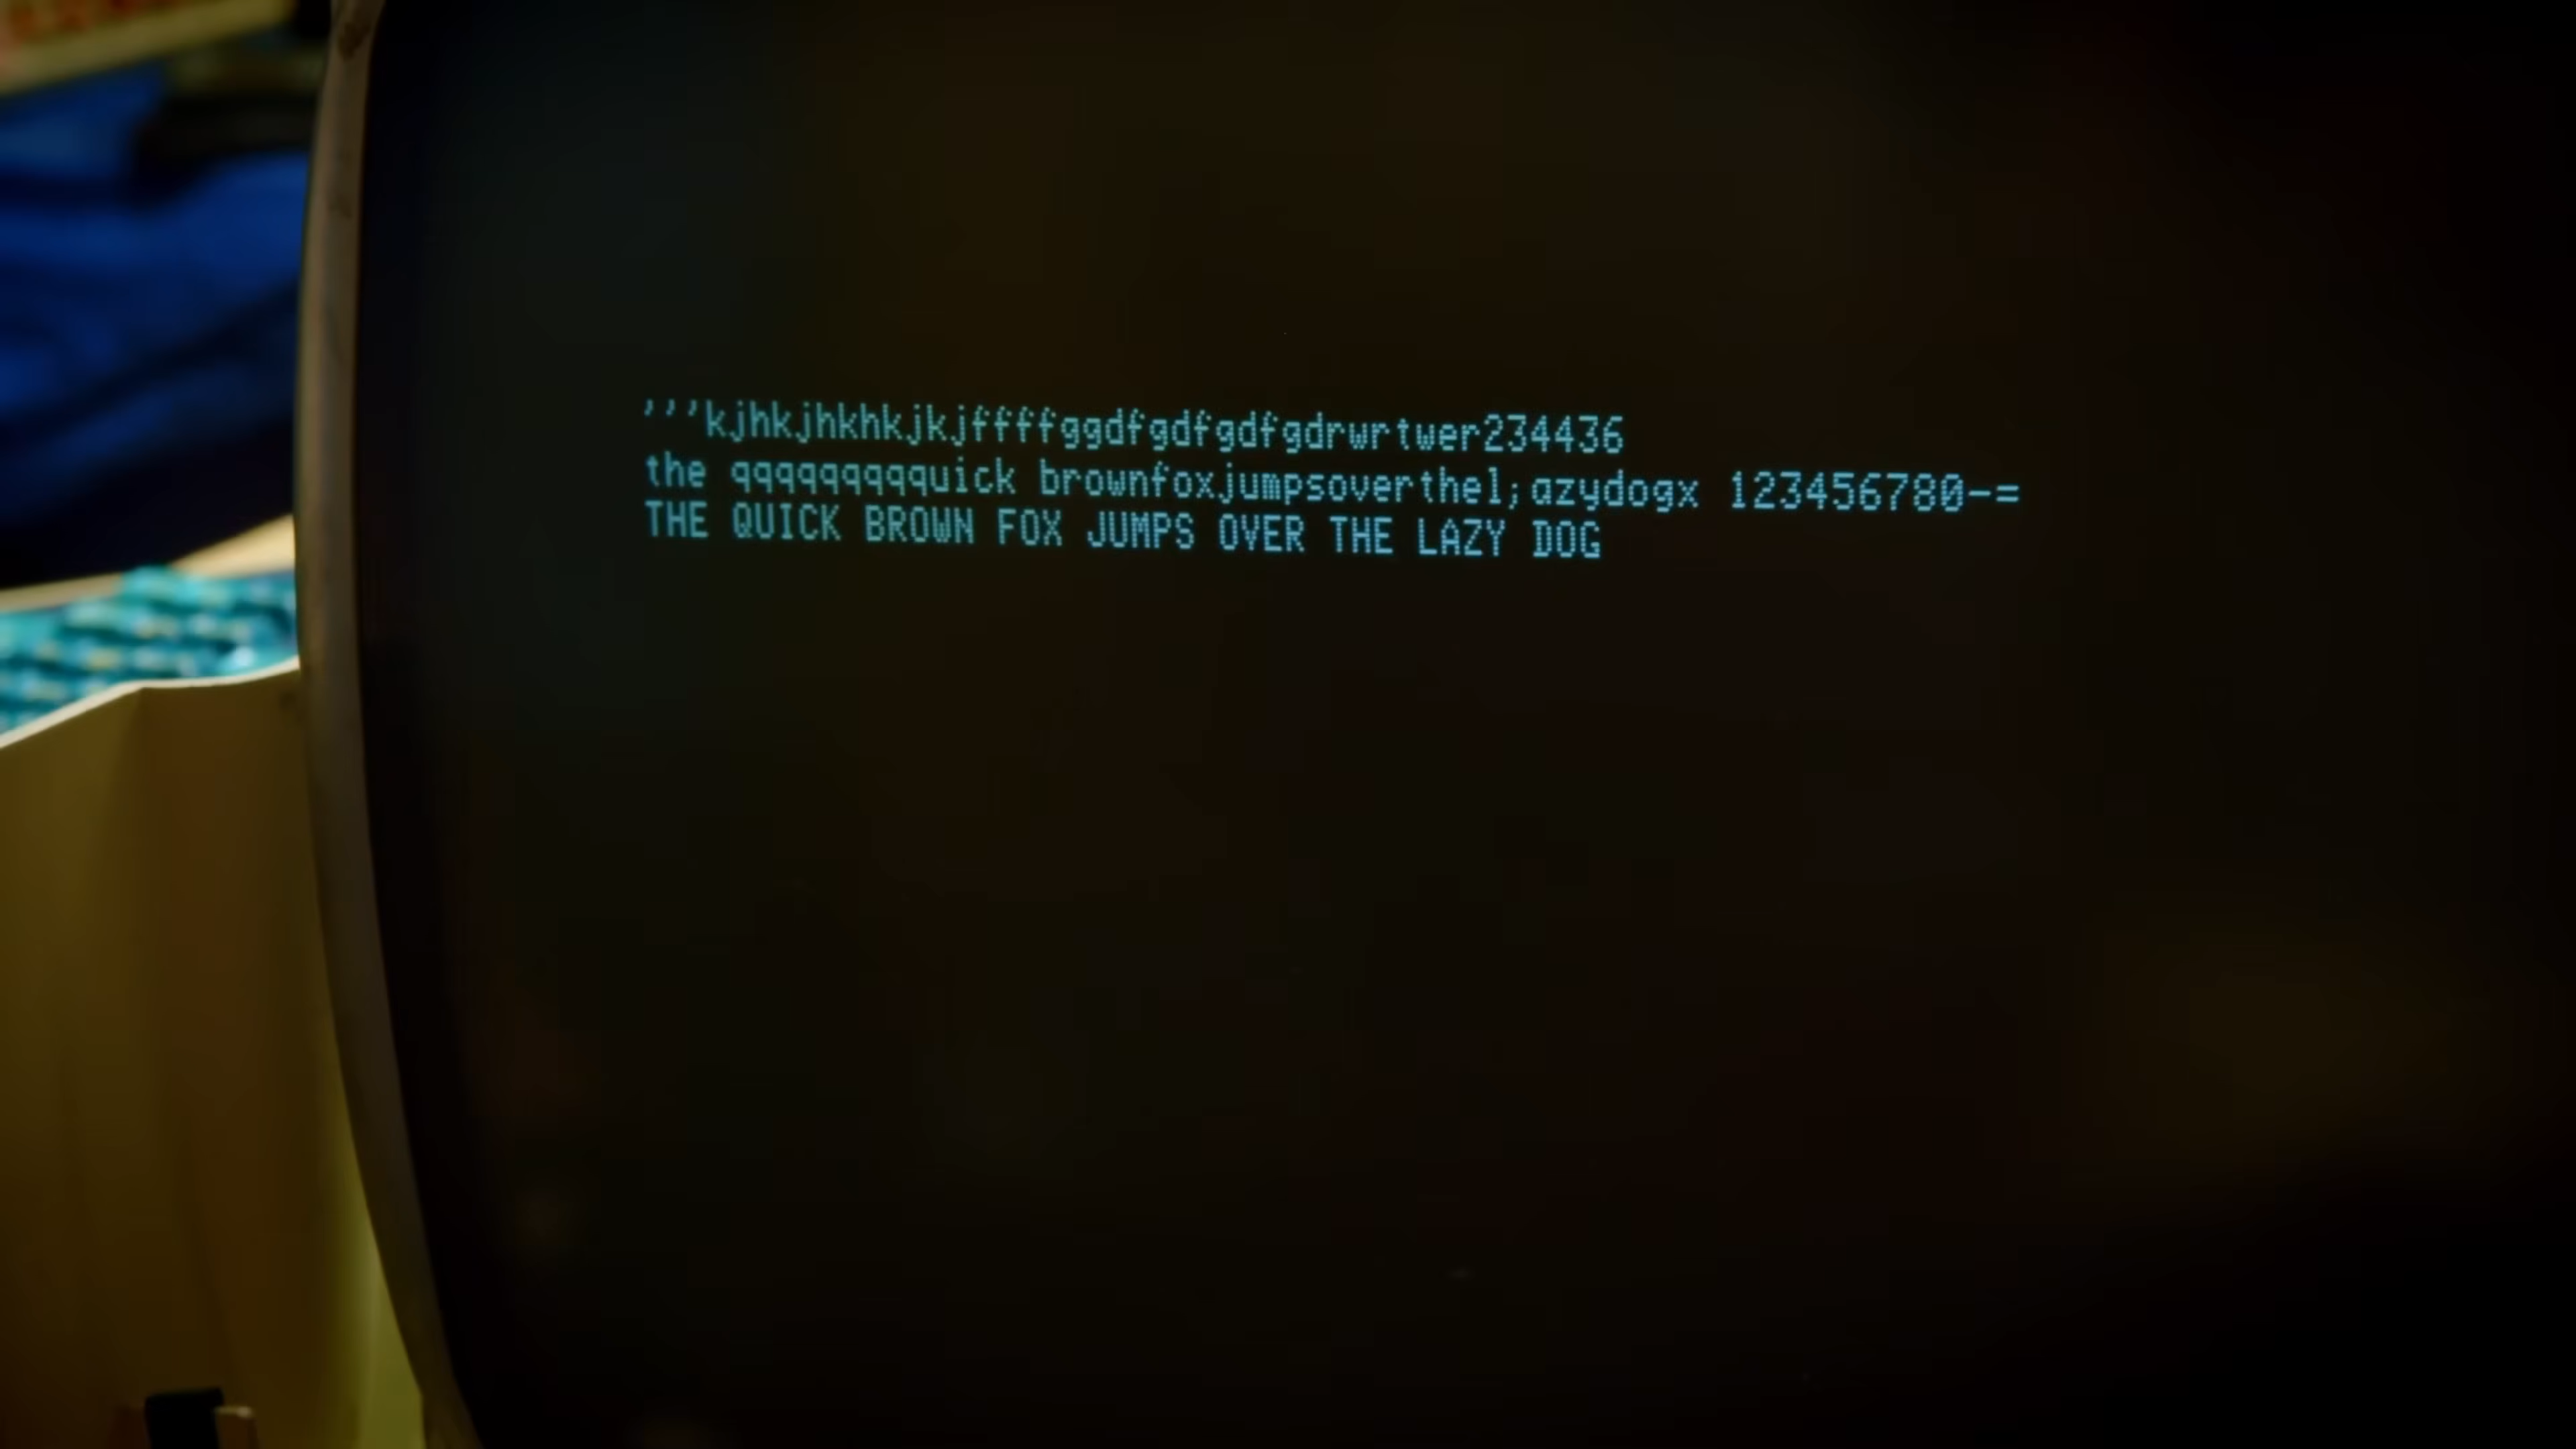 '''kjhkjhkhkjkjffffggdfgdfgdfgdrwrtwer234436
the qqqqqqqqquick brownfoxjumpsoverthel;azydogx 123456780-=
THE QUICK BROWN FOX JUMPS OVER THE LAZY DOG